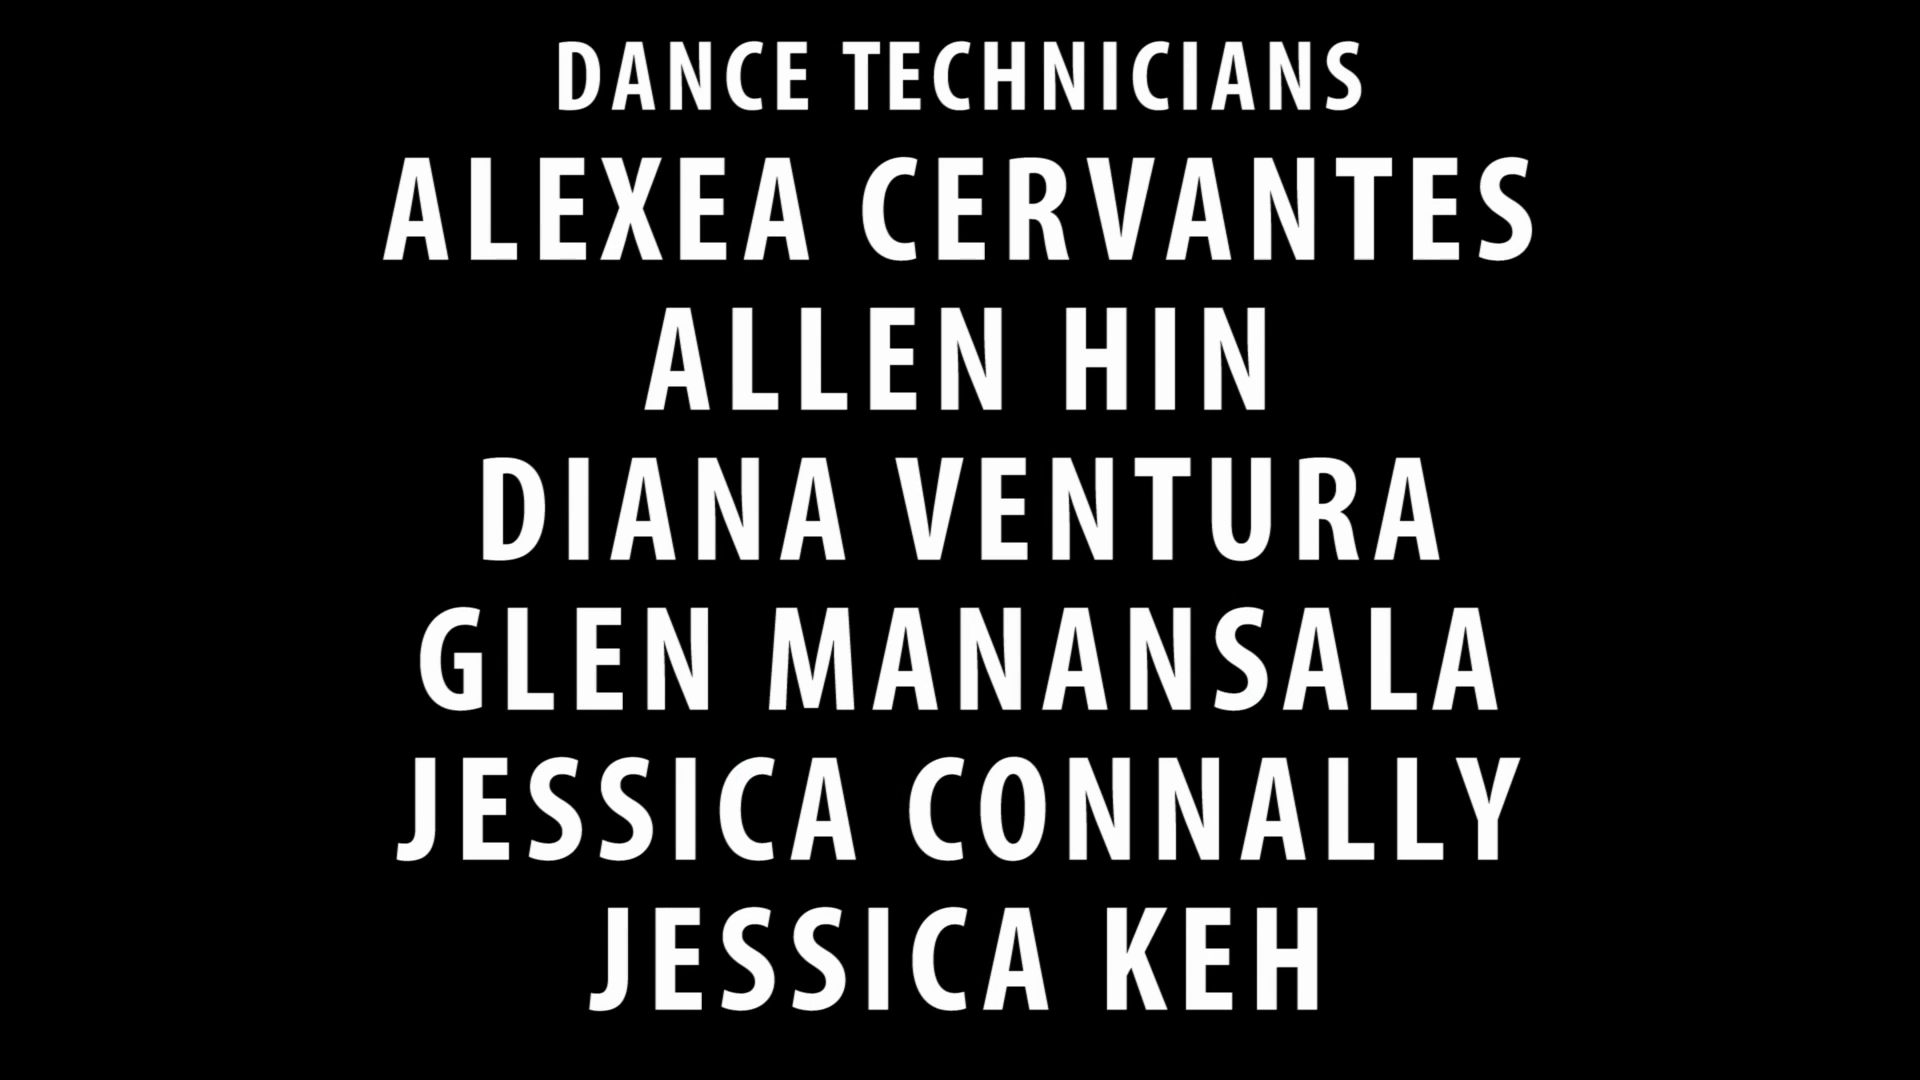 DANCE TECHNICIANS
ALEXEA CERVANTES
ALLEN HIN
DIANA VENTURA
GLEN MANANSALA
JESSICA CONNALLY
JESSICA KEH